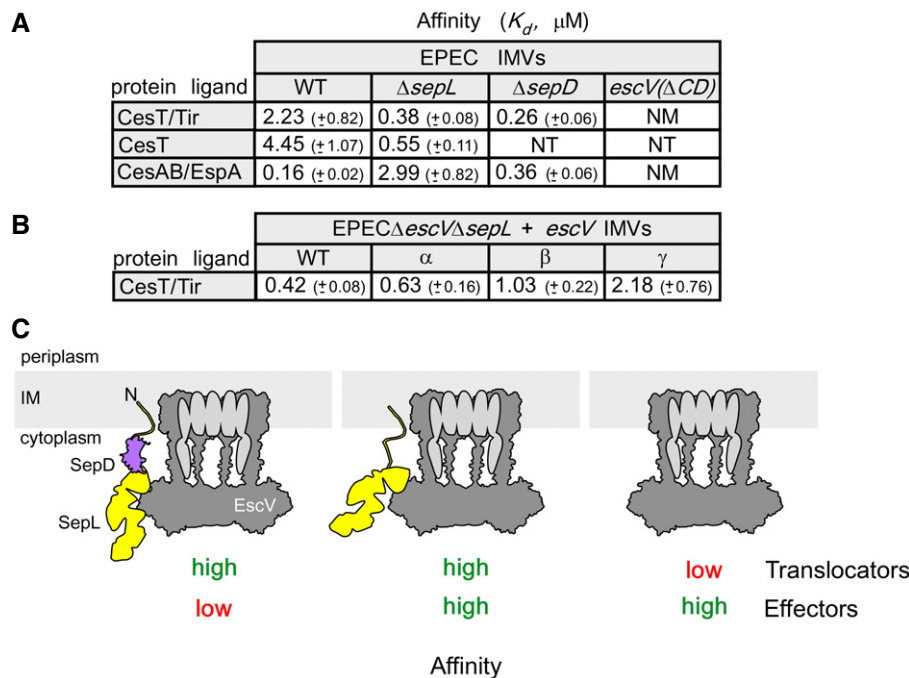 A
Affinity (Kd, μM)
EPEC IMVs
protein ligand WT ΔsepL ΔsepD escV(ΔCD)
CesT/Tir 2.23 (±0.82) 0.38 (±0.08) 0.26 (±0.06) NM
CesT 4.45 (±1.07) 0.55 (±0.11) NT NT
CesAB/EspA 0.16 (±0.02) 2.99 (±0.82) 0.36 (±0.06) NM
B
EPECΔescVΔsepL + escV IMVs
protein ligand WT α β γ
CesT/Tir 0.42 (±0.08) 0.63 (±0.16) 1.03 (±0.22) 2.18 (±0.76)
C
periplasm
IM N
cytoplasm
SepD
SepL EscV
high high low Translocators
low high high Effectors
Affinity